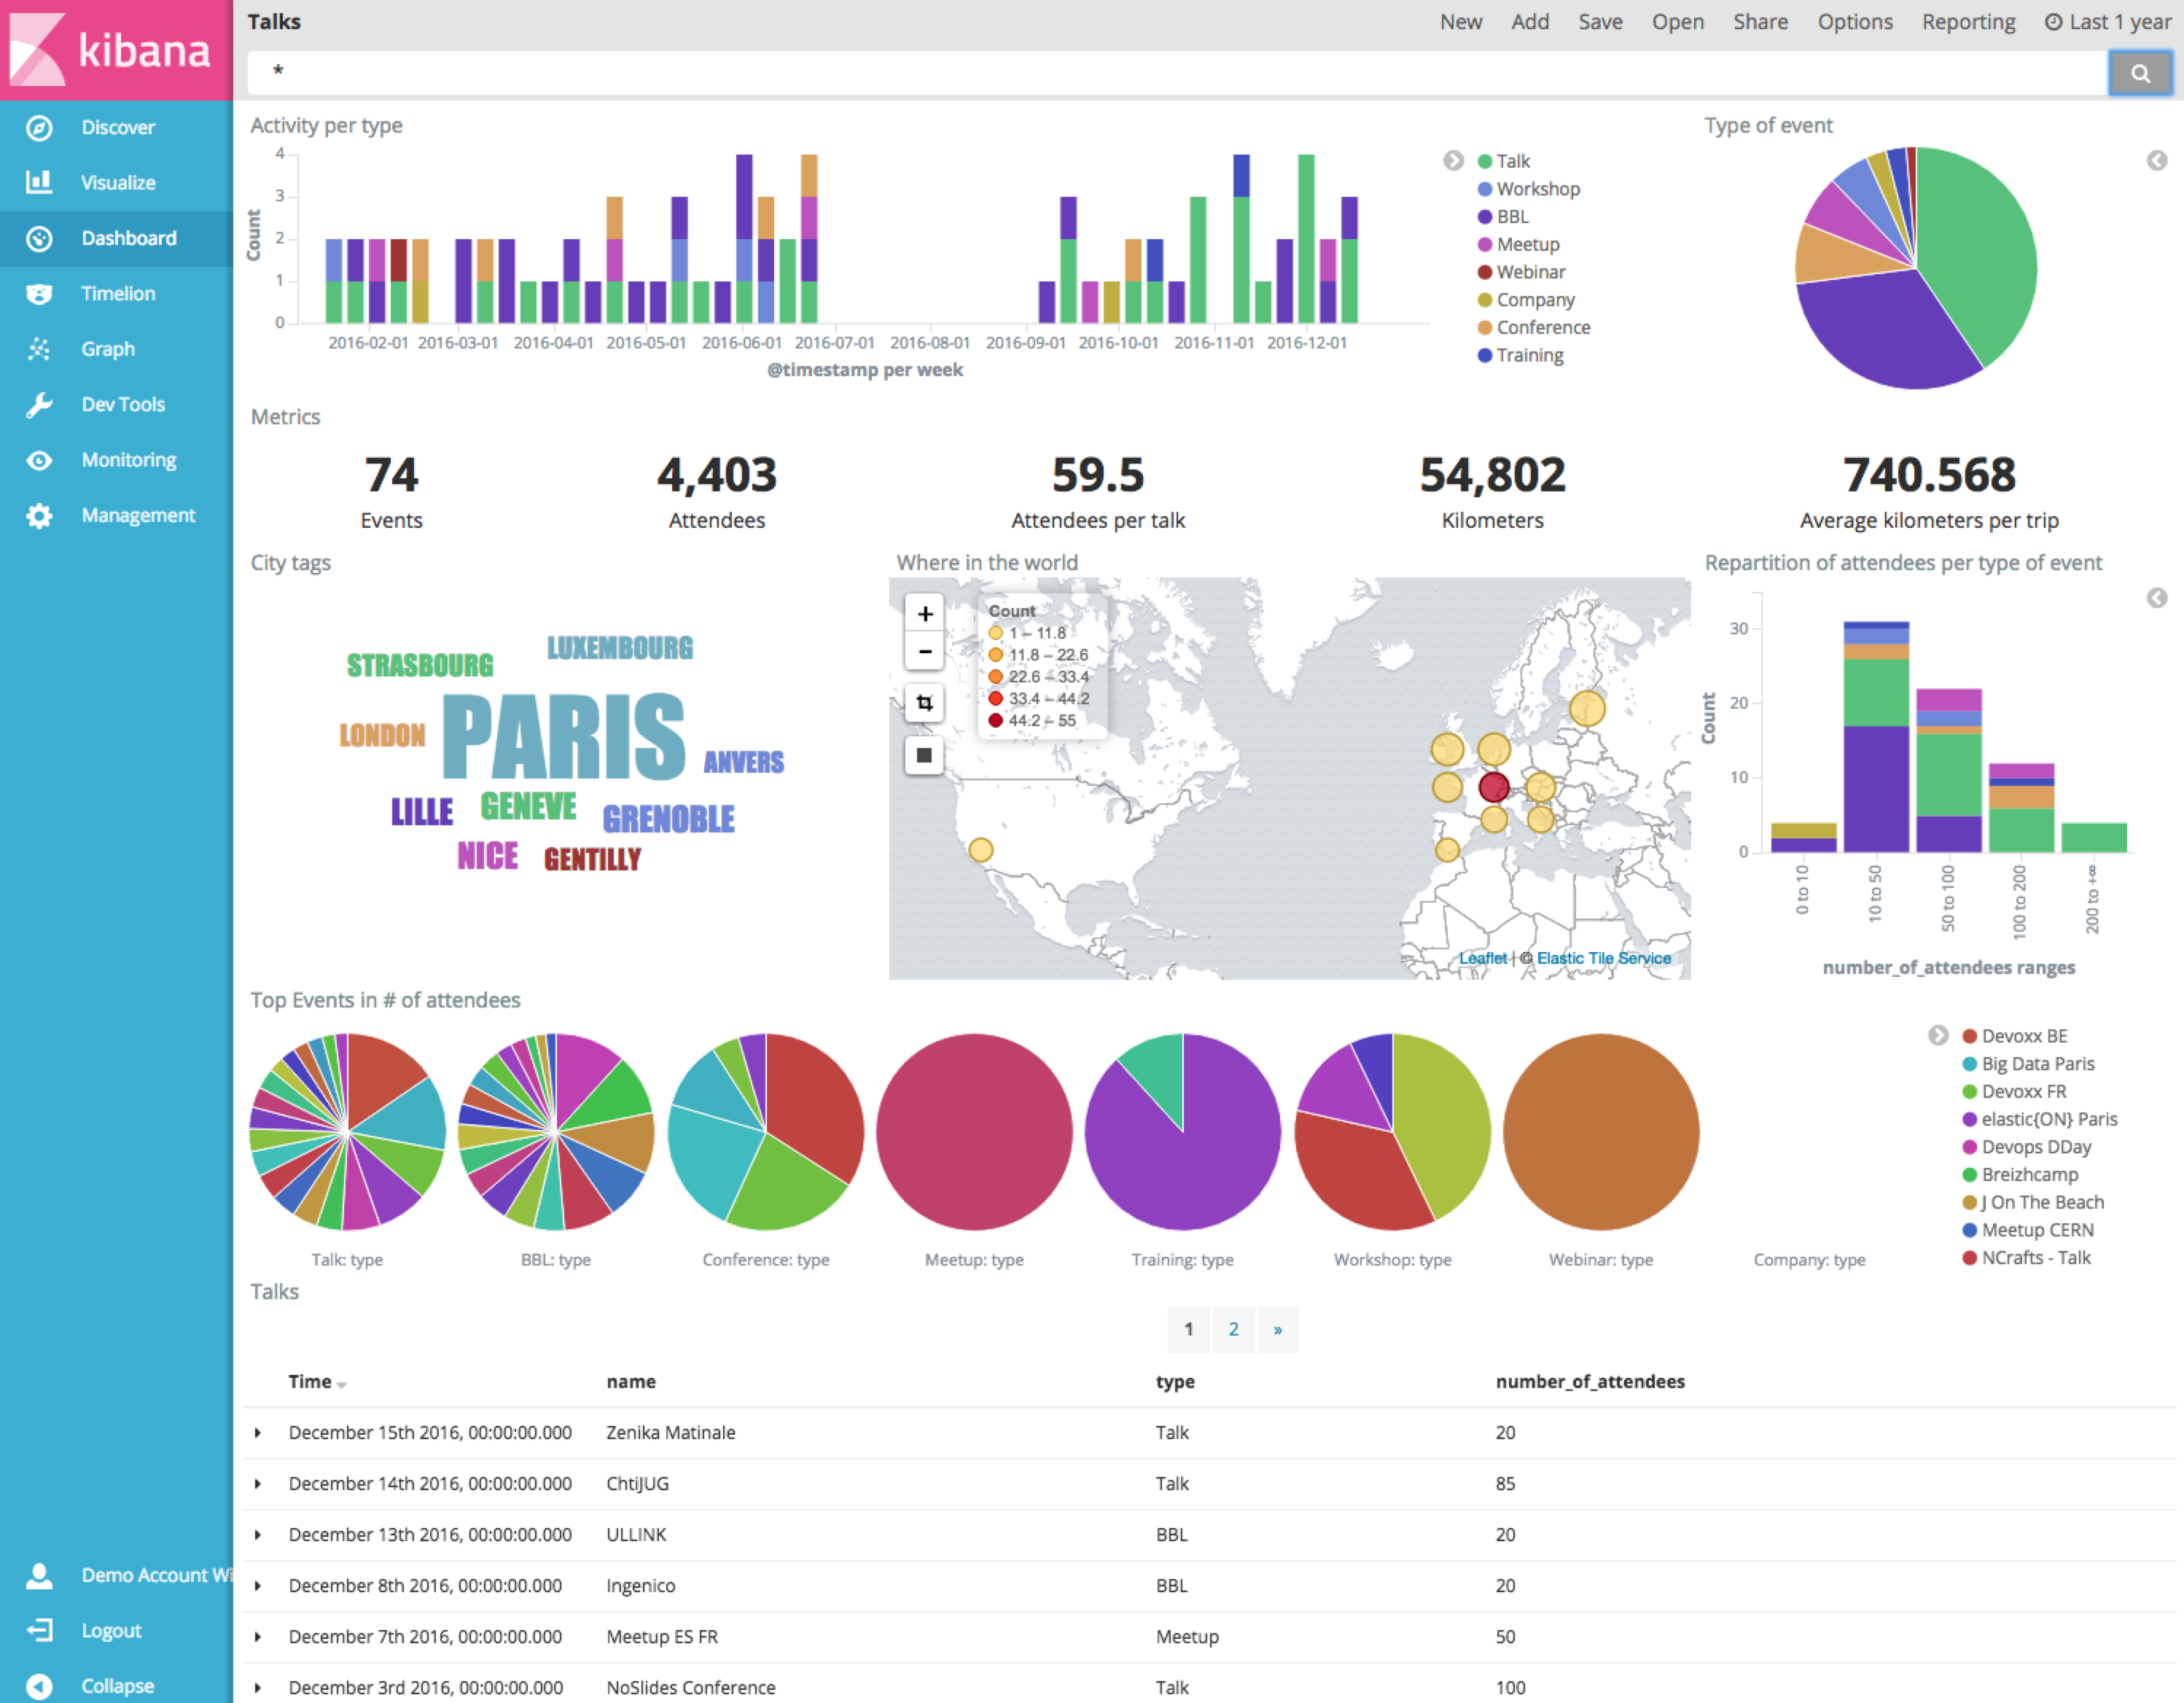 kibana
Talks
New Add Save Open Share Options Reporting Last 1 year
*
Discover
Visualize
Dashboard
Timelion
Graph
Dev Tools
Monitoring
Management
Demo Account Wi
Logout
Collapse
Activity per type
Count
4
3
2
1
0
2016-02-01 2016-03-01 2016-04-01 2016-05-01 2016-06-01 2016-07-01 2016-08-01 2016-09-01 2016-10-01 2016-11-01 2016-12-01
@timestamp per week
Talk
Workshop
BBL
Meetup
Webinar
Company
Conference
Training
Type of event
Metrics
74 4,403 59.5 54,802 740.568
Events Attendees Attendees per talk Kilometers Average kilometers per trip
City tags
STRASBOURG
LUXEMBOURG
PARIS
LONDON
ANVERS
LILLE
GENEVE
GRENOBLE
NICE
GENTILLY
Where in the world
+
−
Count
1 – 11.8
11.8 – 22.6
22.6 – 33.4
33.4 – 44.2
44.2 – 55
Leaflet | © Elastic Tile Service
Repartition of attendees per type of event
Count
30
20
10
0
0 to 10
10 to 50
50 to 100
100 to 200
200 to +∞
number_of_attendees ranges
Top Events in # of attendees
Talk: type BBL: type Conference: type Meetup: type Training: type Workshop: type Webinar: type Company: type
Devoxx BE
Big Data Paris
Devoxx FR
elastic{ON} Paris
Devops DDay
Breizhcamp
J On The Beach
Meetup CERN
NCrafts - Talk
Talks
1 2 »
Time name type number_of_attendees
December 15th 2016, 00:00:00.000 Zenika Matinale Talk 20
December 14th 2016, 00:00:00.000 ChtiJUG Talk 85
December 13th 2016, 00:00:00.000 ULLINK BBL 20
December 8th 2016, 00:00:00.000 Ingenico BBL 20
December 7th 2016, 00:00:00.000 Meetup ES FR Meetup 50
December 3rd 2016, 00:00:00.000 NoSlides Conference Talk 100